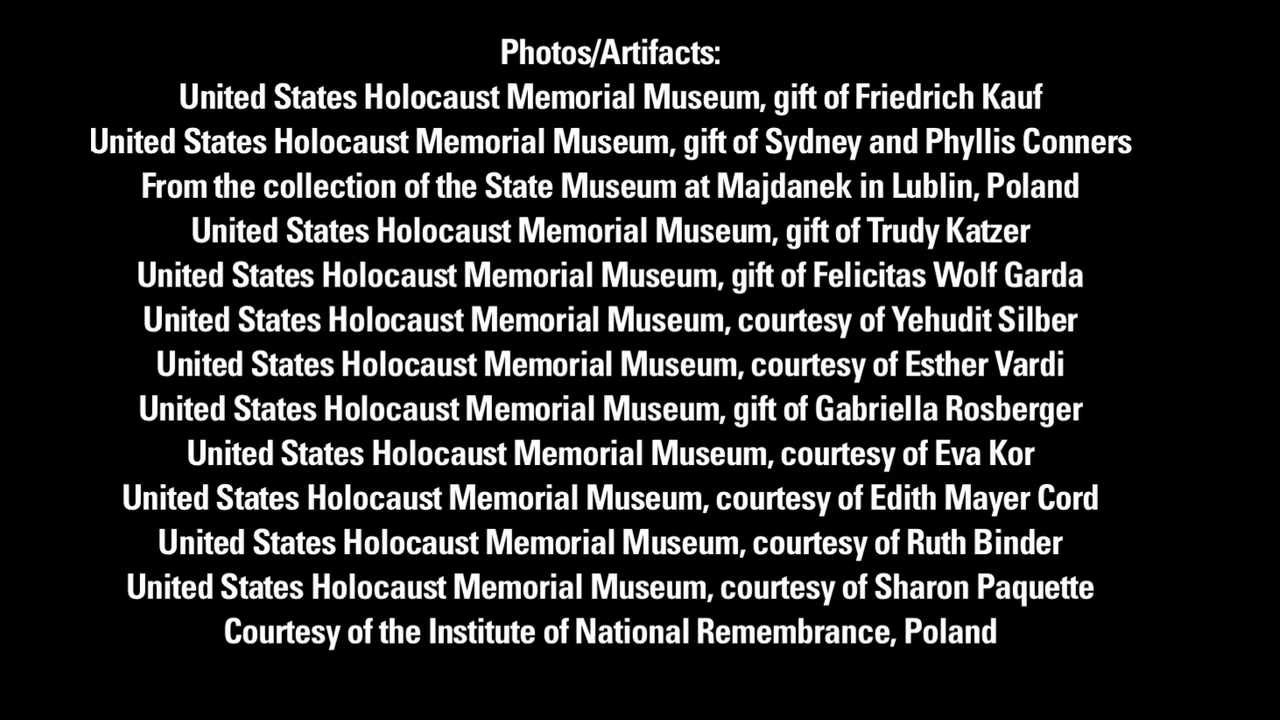 Photos/Artifacts:
United States Holocaust Memorial Museum, gift of Friedrich Kauf
United States Holocaust Memorial Museum, gift of Sydney and Phyllis Conners
From the collection of the State Museum at Majdanek in Lublin, Poland
United States Holocaust Memorial Museum, gift of Trudy Katzer
United States Holocaust Memorial Museum, gift of Felicitas Wolf Garda
United States Holocaust Memorial Museum, courtesy of Yehudit Silber
United States Holocaust Memorial Museum, courtesy of Esther Vardi
United States Holocaust Memorial Museum, gift of Gabriella Rosberger
United States Holocaust Memorial Museum, courtesy of Eva Kor
United States Holocaust Memorial Museum, courtesy of Edith Mayer Cord
United States Holocaust Memorial Museum, courtesy of Ruth Binder
United States Holocaust Memorial Museum, courtesy of Sharon Paquette
Courtesy of the Institute of National Remembrance, Poland